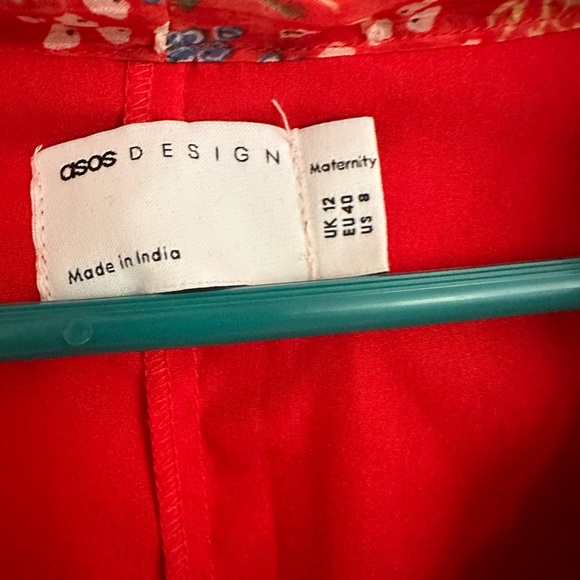 asos DESIGN
Made in India
Maternity
UK 12
EU 40
US 8